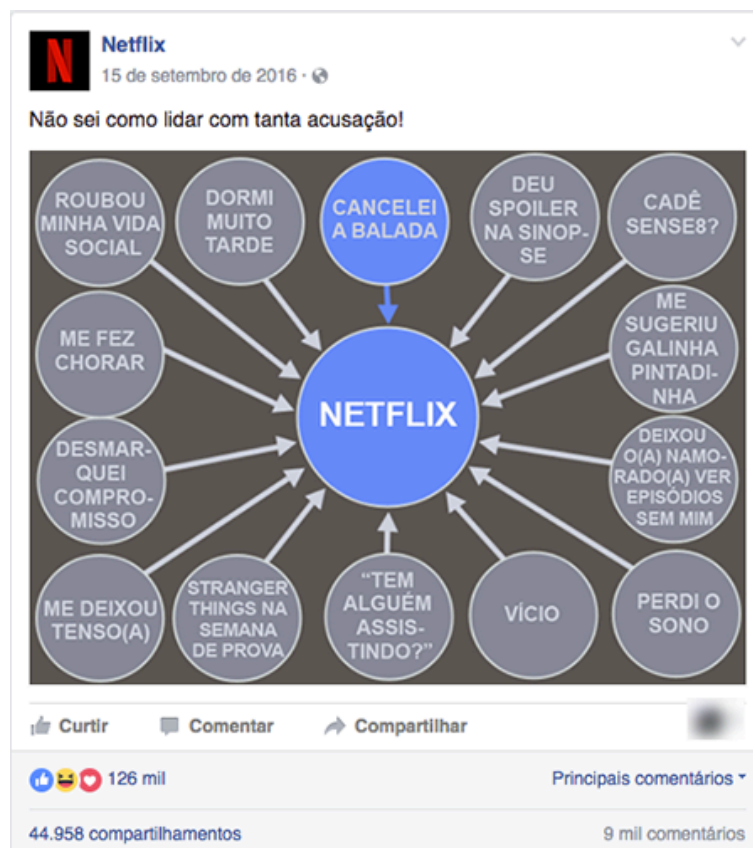 N
Netflix
15 de setembro de 2016 ·
Não sei como lidar com tanta acusação!
ROUBOU
MINHA VIDA
SOCIAL
DORMI
MUITO
TARDE
CANCELEI
A BALADA
DEU
SPOILER
NA SINOP-
SE
CADÊ
SENSE8?
ME FEZ
CHORAR
ME
SUGERIU
GALINHA
PINTADI-
NHA
NETFLIX
DESMAR-
QUEI
COMPRO-
MISSO
DEIXOU
O(A) NAMO-
RADO(A) VER
EPISÓDIOS
SEM MIM
ME DEIXOU
TENSO(A)
STRANGER
THINGS NA
SEMANA
DE PROVA
“TEM
ALGUÉM
ASSIS-
TINDO?”
VÍCIO
PERDI O
SONO
Curtir Comentar Compartilhar
126 mil Principais comentários
44.958 compartilhamentos 9 mil comentários